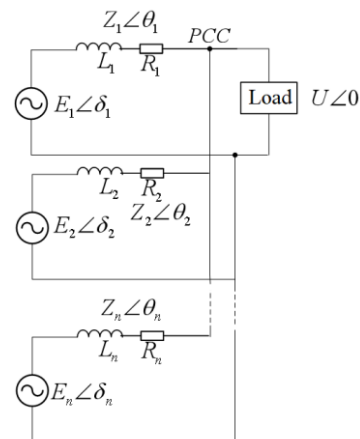 Z₁∠θ₁
PCC
L₁ R₁
E₁∠δ₁
Load U∠0
L₂ R₂
Z₂∠θ₂
E₂∠δ₂
Zₙ∠θₙ
Lₙ Rₙ
Eₙ∠δₙ